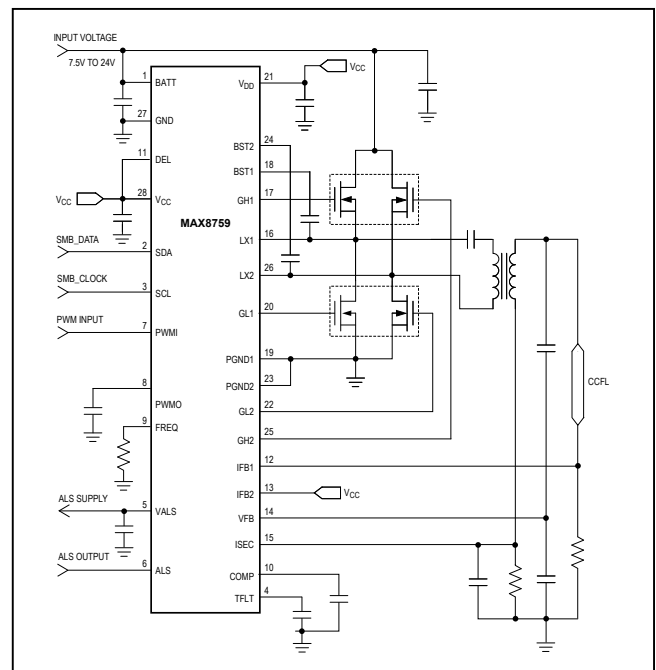 INPUT VOLTAGE
7.5V TO 24V
1 BATT
27 GND
11 DEL
VCC
28 VCC
SMB_DATA
2 SDA
SMB_CLOCK
3 SCL
PWM INPUT
7 PWMI
8 PWMO
9 FREQ
ALS SUPPLY
5 VALS
ALS OUTPUT
6 ALS
MAX8759
VDD 21
VCC
BST2 24
BST1 18
GH1 17
LX1 16
LX2 26
GL1 20
PGND1 19
PGND2 23
GL2 22
GH2 25
IFB1 12
IFB2 13
VCC
VFB 14
ISEC 15
COMP 10
TFLT 4
CCFL